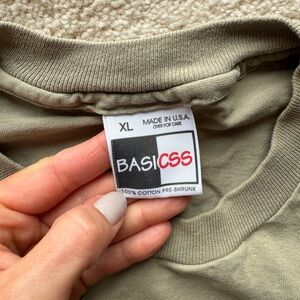 XL MADE IN U.S.A.
OVER FOR CARE
BASICSS
100% COTTON PRE-SHRUNK